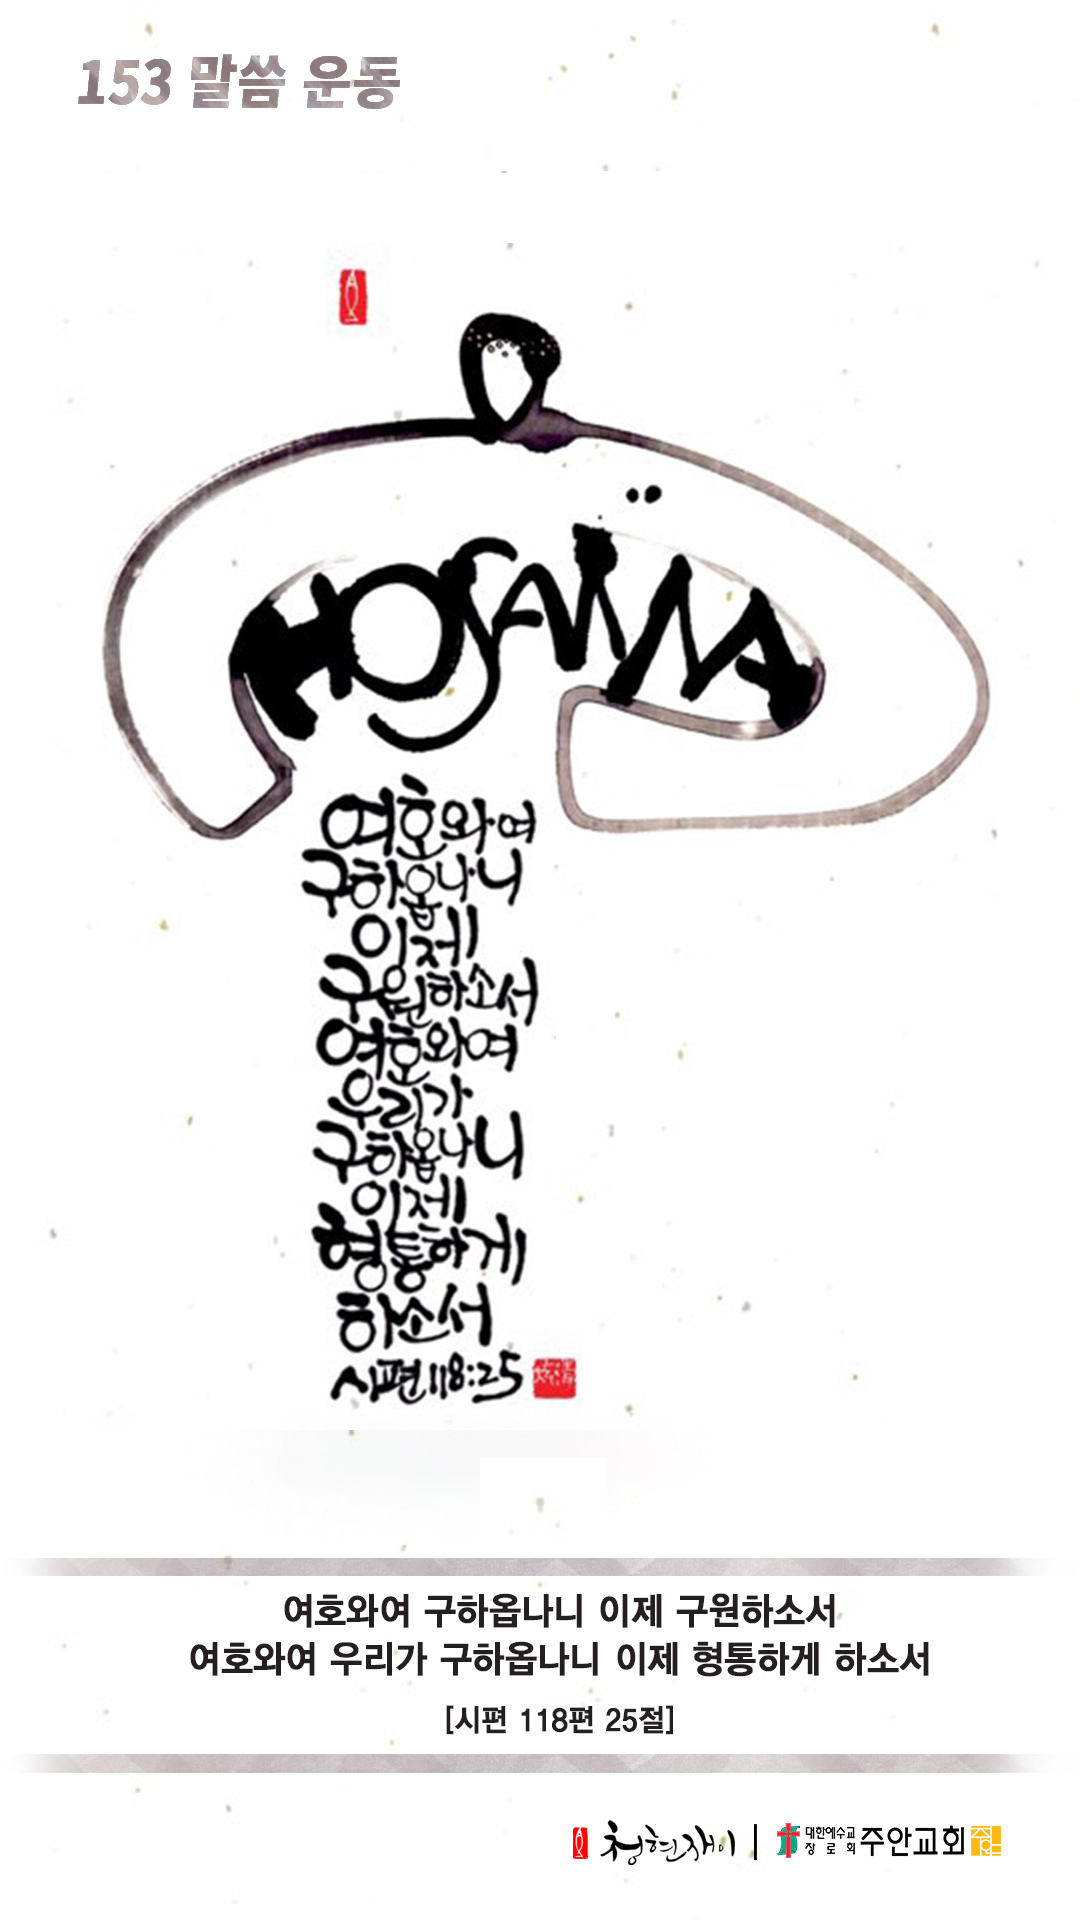 153 말씀 운동
HOSANNA
여호와여
구하옵나니
이제
구원하소서
여호와여
우리가
구하옵나니
이제
형통하게
하소서
시편118:25
여호와여 구하옵나니 이제 구원하소서
여호와여 우리가 구하옵나니 이제 형통하게 하소서
[시편 118편 25절]
청현재이 | 대한예수교장로회 주안교회